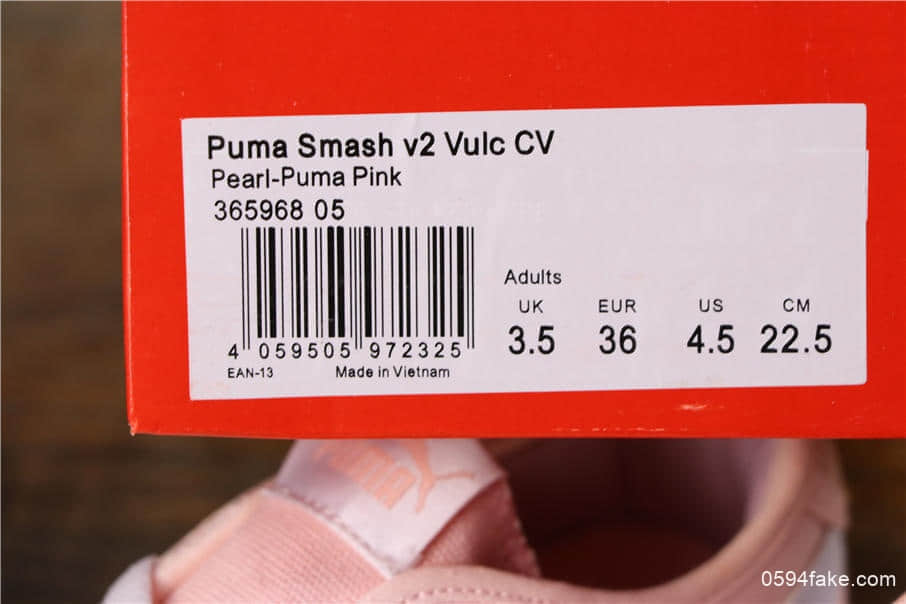 Puma Smash v2 Vulc CV
Pearl-Puma Pink
365968 05
4 059505 972325
EAN-13 Made in Vietnam
Adults
UK EUR US CM
3.5 36 4.5 22.5
PUMA
0594fake.com